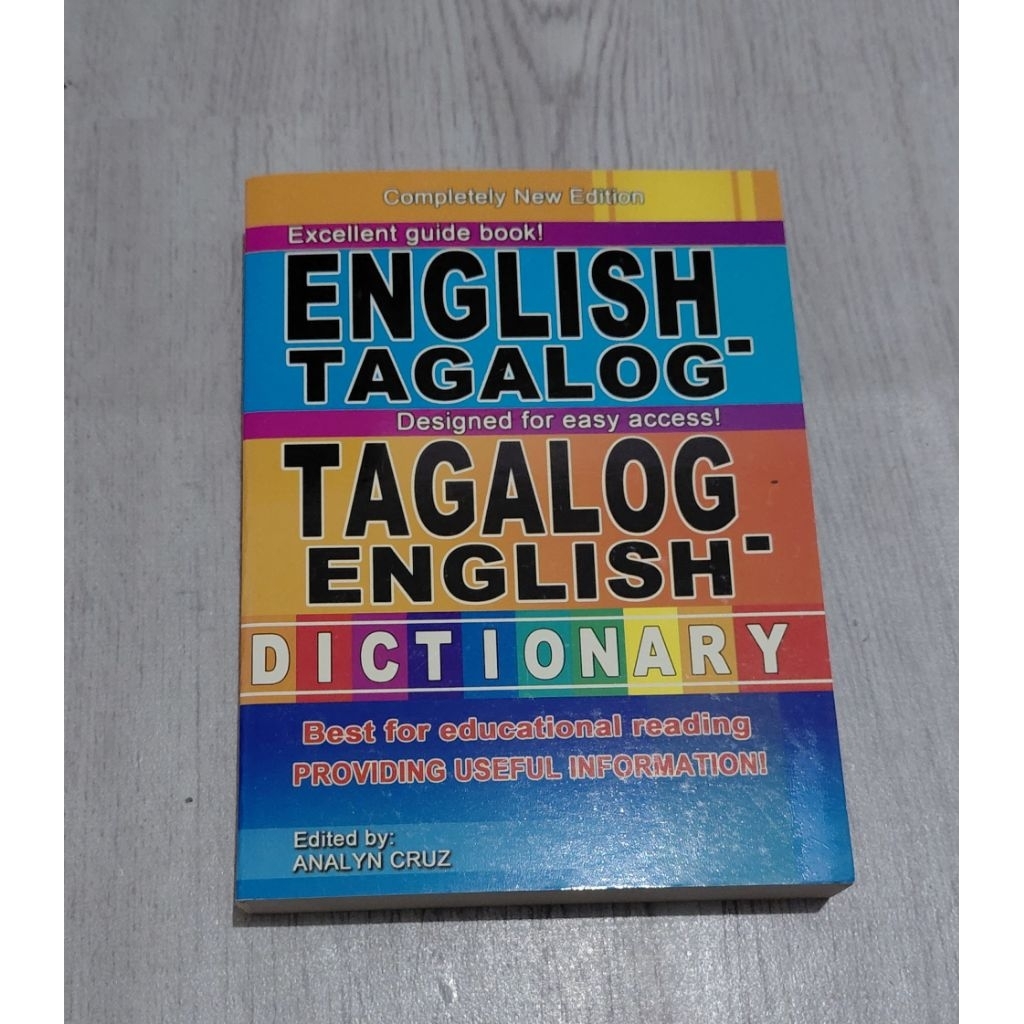 Completely New Edition
Excellent guide book!
ENGLISH-
TAGALOG
Designed for easy access!
TAGALOG-
ENGLISH
DICTIONARY
Best for educational reading
PROVIDING USEFUL INFORMATION!
Edited by:
ANALYN CRUZ